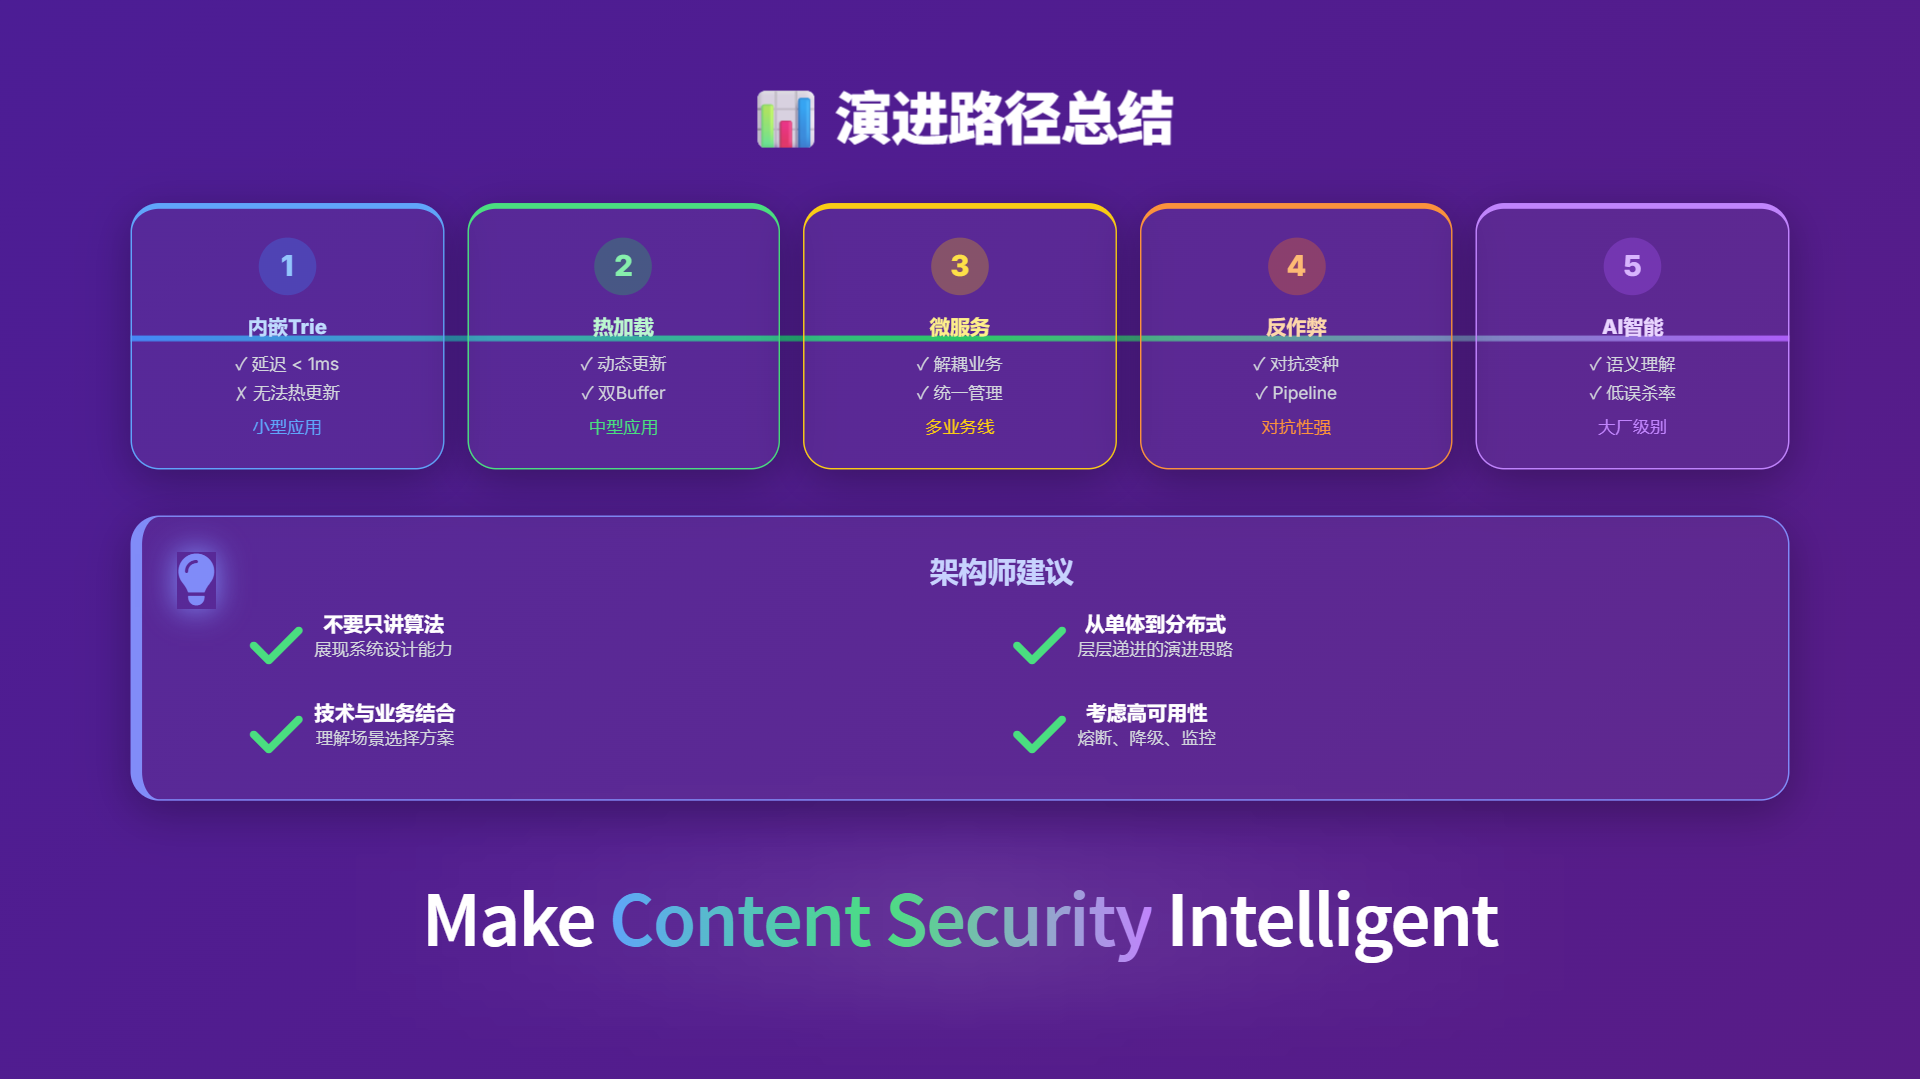 📊 演进路径总结
1
内嵌Trie
✓ 延迟 < 1ms
✗ 无法热更新
小型应用
2
热加载
✓ 动态更新
✓ 双Buffer
中型应用
3
微服务
✓ 解耦业务
✓ 统一管理
多业务线
4
反作弊
✓ 对抗变种
✓ Pipeline
对抗性强
5
AI智能
✓ 语义理解
✓ 低误杀率
大厂级别
架构师建议
不要只讲算法
展现系统设计能力
从单体到分布式
层层递进的演进思路
技术与业务结合
理解场景选择方案
考虑高可用性
熔断、降级、监控
Make Content Security Intelligent